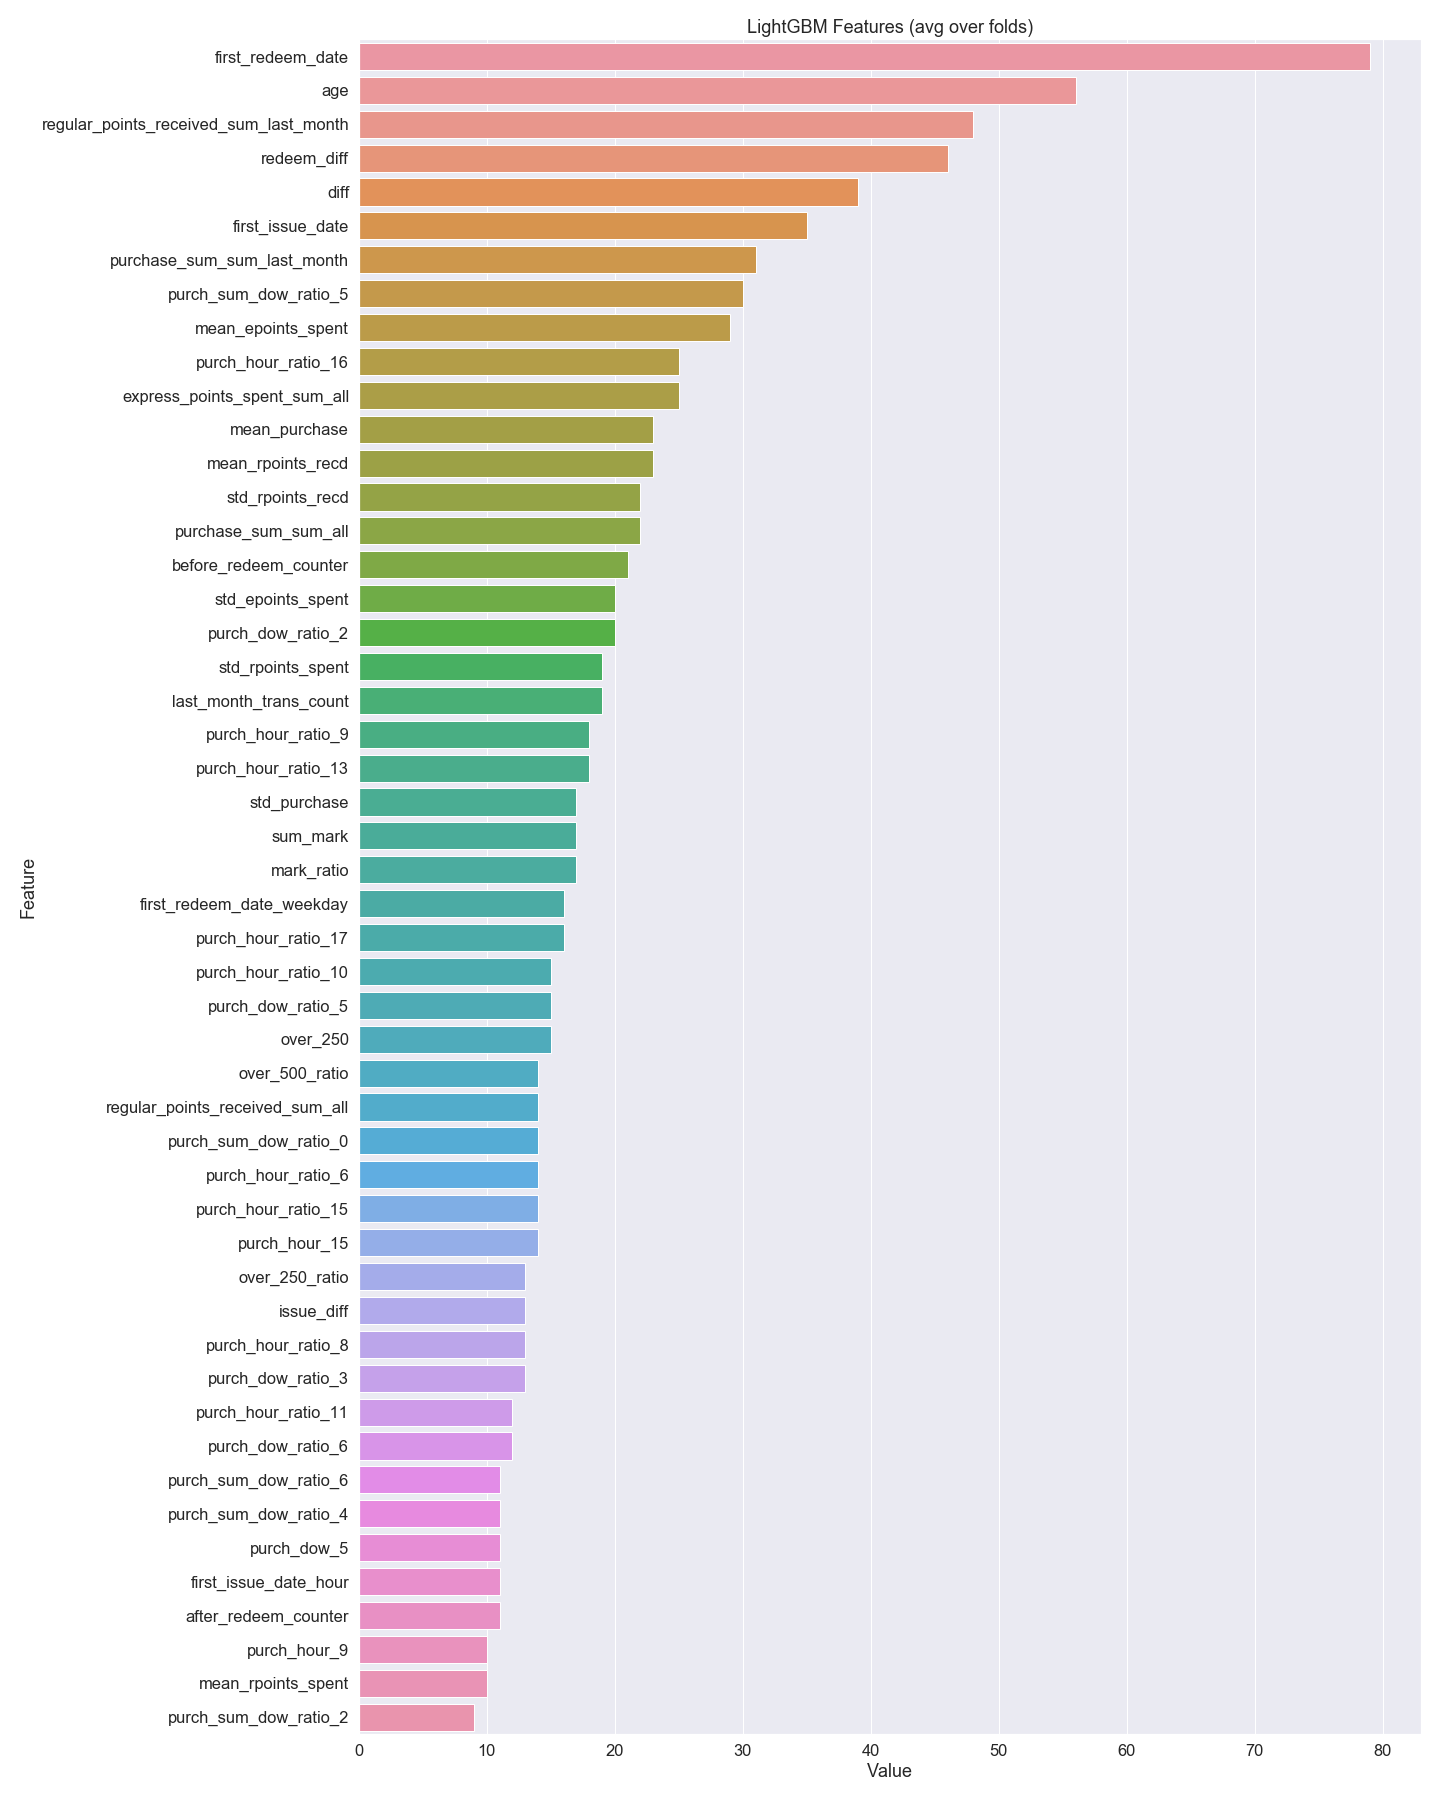 LightGBM Features (avg over folds)
first_redeem_date
age
regular_points_received_sum_last_month
redeem_diff
diff
first_issue_date
purchase_sum_sum_last_month
purch_sum_dow_ratio_5
mean_epoints_spent
purch_hour_ratio_16
express_points_spent_sum_all
mean_purchase
mean_rpoints_recd
std_rpoints_recd
purchase_sum_sum_all
before_redeem_counter
std_epoints_spent
purch_dow_ratio_2
std_rpoints_spent
last_month_trans_count
purch_hour_ratio_9
purch_hour_ratio_13
std_purchase
sum_mark
mark_ratio
first_redeem_date_weekday
purch_hour_ratio_17
purch_hour_ratio_10
purch_dow_ratio_5
over_250
over_500_ratio
regular_points_received_sum_all
purch_sum_dow_ratio_0
purch_hour_ratio_6
purch_hour_ratio_15
purch_hour_15
over_250_ratio
issue_diff
purch_hour_ratio_8
purch_dow_ratio_3
purch_hour_ratio_11
purch_dow_ratio_6
purch_sum_dow_ratio_6
purch_sum_dow_ratio_4
purch_dow_5
first_issue_date_hour
after_redeem_counter
purch_hour_9
mean_rpoints_spent
purch_sum_dow_ratio_2
Feature
0 10 20 30 40 50 60 70 80
Value